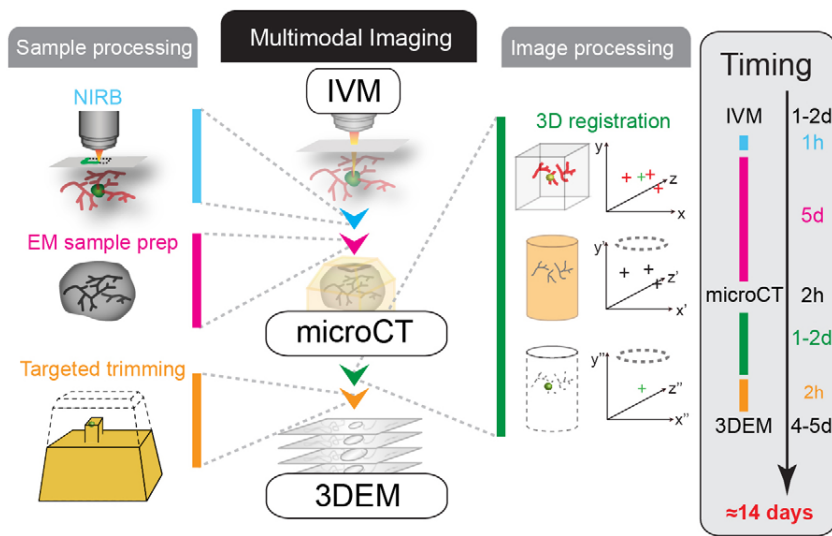 Sample processing
Multimodal Imaging
Image processing
Timing
NIRB
IVM
3D registration
y
z
x
EM sample prep
microCT
y'
z'
x'
Targeted trimming
3DEM
y''
z''
x''
IVM 1-2d
1h
5d
microCT 2h
1-2d
2h
3DEM 4-5d
≈14 days